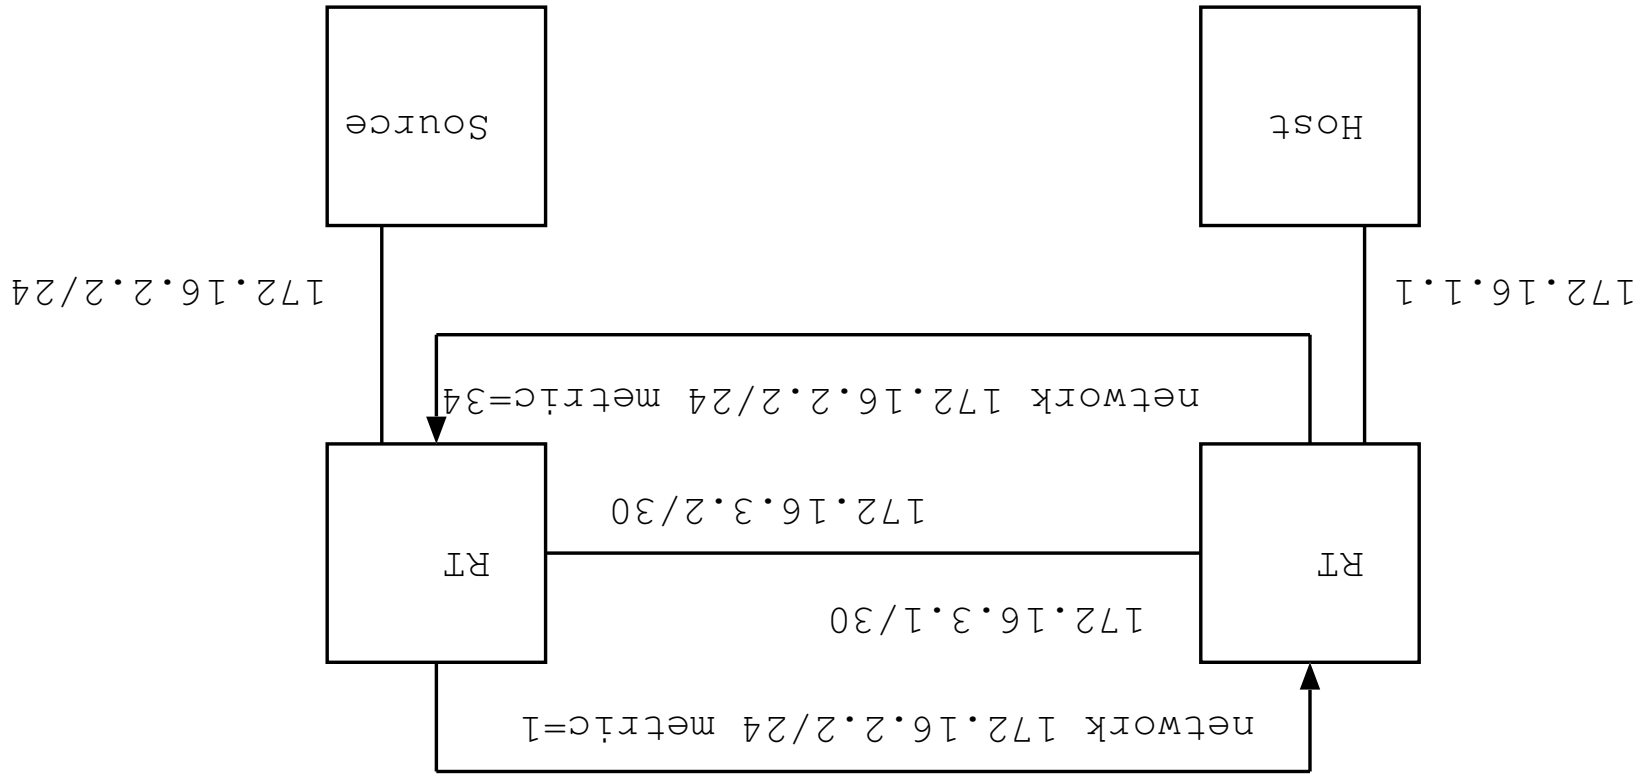 network 172.16.2.2/24 metric=1
172.16.3.1/30
RT
RT
172.16.3.2/30
network 172.16.2.2/24 metric=34
172.16.1.1
172.16.2.2/24
Host
Source